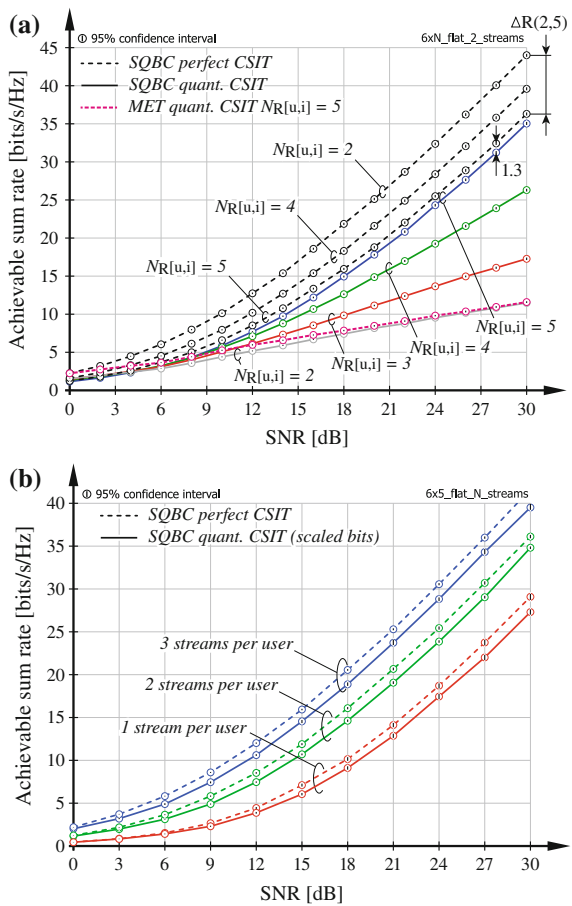 (a)
ΔR(2,5)
⦶ 95% confidence interval
6xN_flat_2_streams
SQBC perfect CSIT
SQBC quant. CSIT
MET quant. CSIT NR[u,i] = 5
Achievable sum rate [bits/s/Hz]
45
40
35
30
25
20
15
10
5
0
NR[u,i] = 2
NR[u,i] = 4
NR[u,i] = 5
1.3
NR[u,i] = 5
NR[u,i] = 4
NR[u,i] = 3
NR[u,i] = 2
0 3 6 9 12 15 18 21 24 27 30
SNR [dB]
(b)
⦶ 95% confidence interval
6x5_flat_N_streams
SQBC perfect CSIT
SQBC quant. CSIT (scaled bits)
Achievable sum rate [bits/s/Hz]
40
35
30
25
20
15
10
5
0
3 streams per user
2 streams per user
1 stream per user
0 3 6 9 12 15 18 21 24 27 30
SNR [dB]